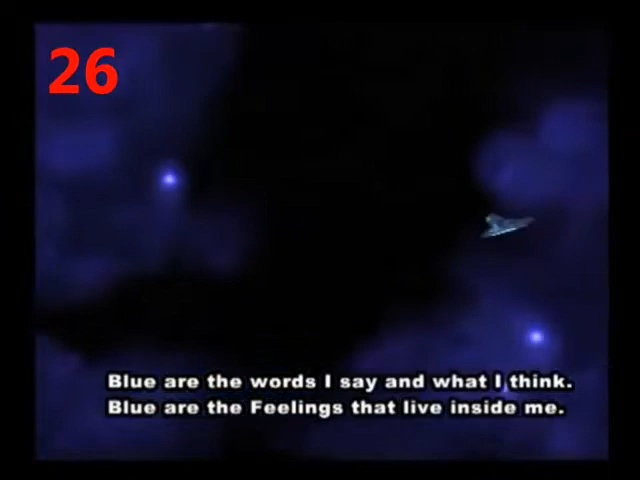 26
Blue are the words I say and what I think.
Blue are the Feelings that live inside me.